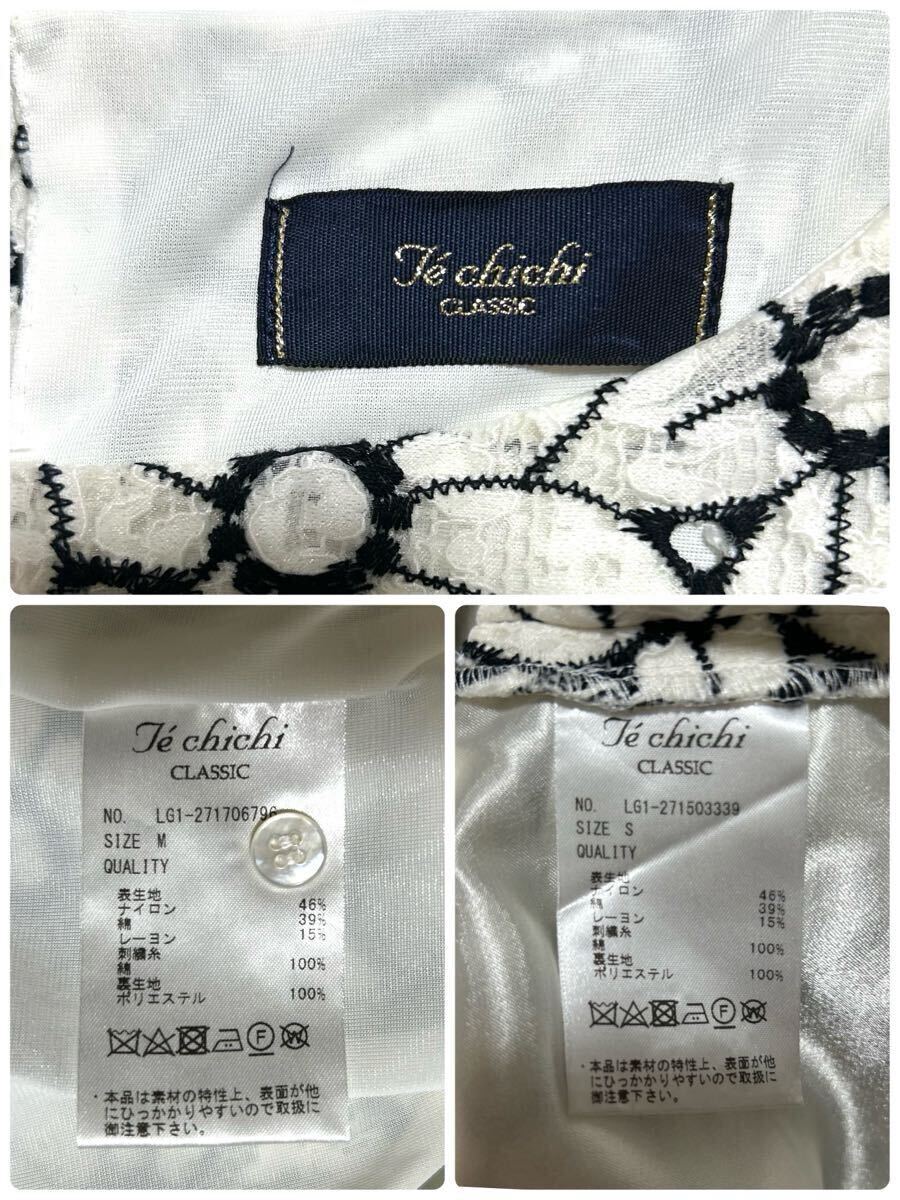 Té chichi
CLASSIC
Té chichi
CLASSIC
NO. LG1-271706796
SIZE M
QUALITY
表生地
ナイロン 46%
綿 39%
レーヨン 15%
刺繍糸
綿 100%
裏生地
ポリエステル 100%
F W
・本品は素材の特性上、表面が他
にひっかかりやすいので取扱に
御注意下さい。
Té chichi
CLASSIC
NO. LG1-271503339
SIZE S
QUALITY
表生地
ナイロン 46%
綿 39%
レーヨン 15%
刺繍糸
綿 100%
裏生地
ポリエステル 100%
F W
・本品は素材の特性上、表面が他
にひっかかりやすいので取扱に
御注意下さい。